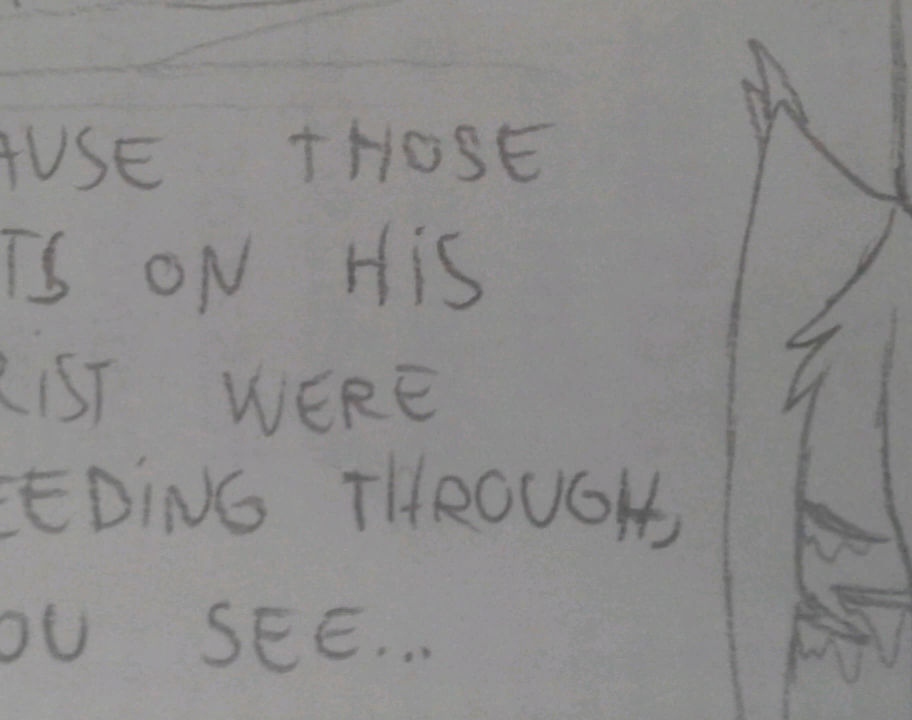 AUSE THOSE
TS ON HiS
RiST WERE
EEDiNG THROUGH,
OU SEE...